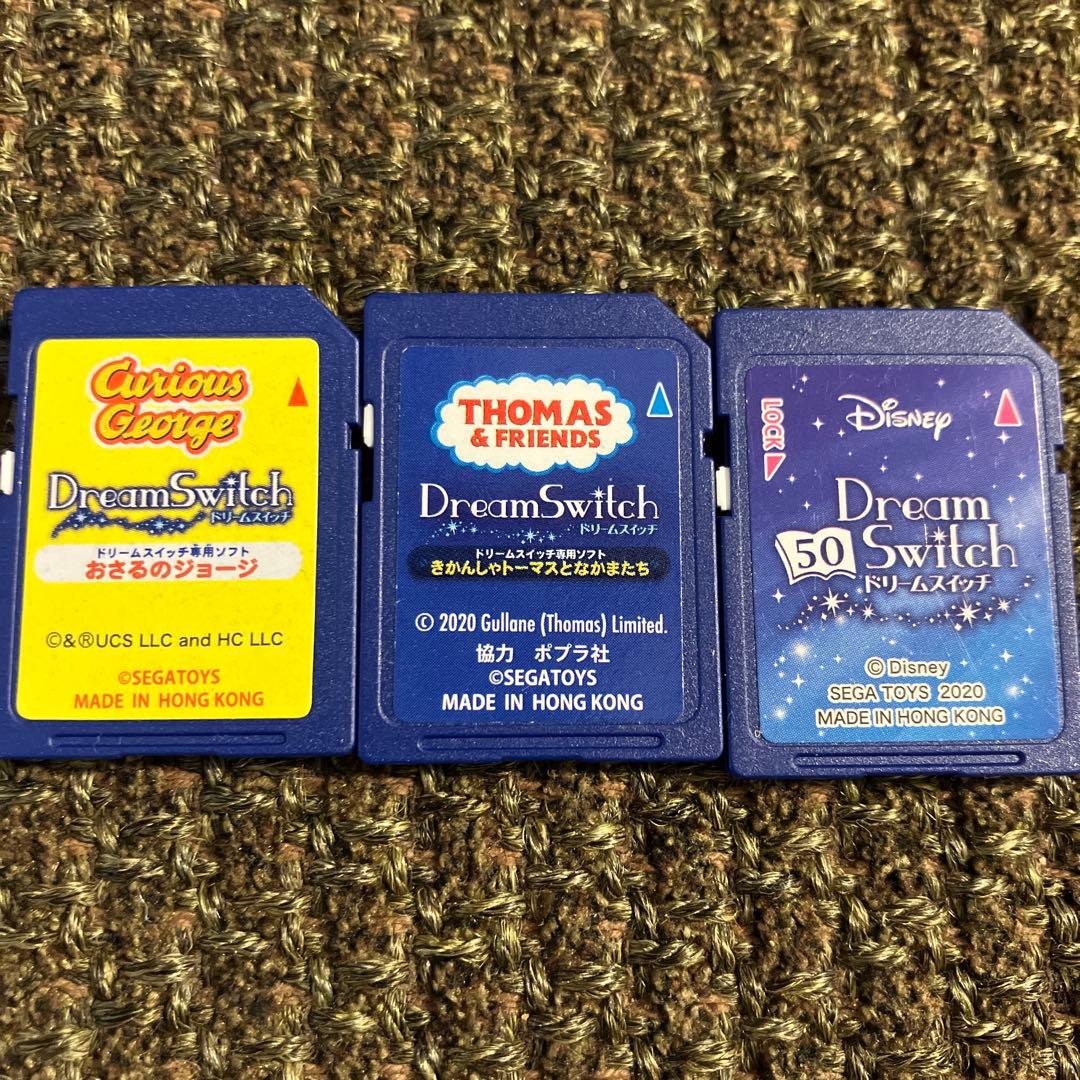 Curious
George
DreamSwitch
ドリームスイッチ
ドリームスイッチ専用ソフト
おさるのジョージ
©&®UCS LLC and HC LLC
©SEGATOYS
MADE IN HONG KONG
THOMAS
& FRIENDS
DreamSwitch
ドリームスイッチ
ドリームスイッチ専用ソフト
きかんしゃトーマスとなかまたち
© 2020 Gullane (Thomas) Limited.
協力 ポプラ社
©SEGATOYS
MADE IN HONG KONG
LOCK
Disney
Dream
50 Switch
ドリームスイッチ
© Disney
SEGA TOYS 2020
MADE IN HONG KONG